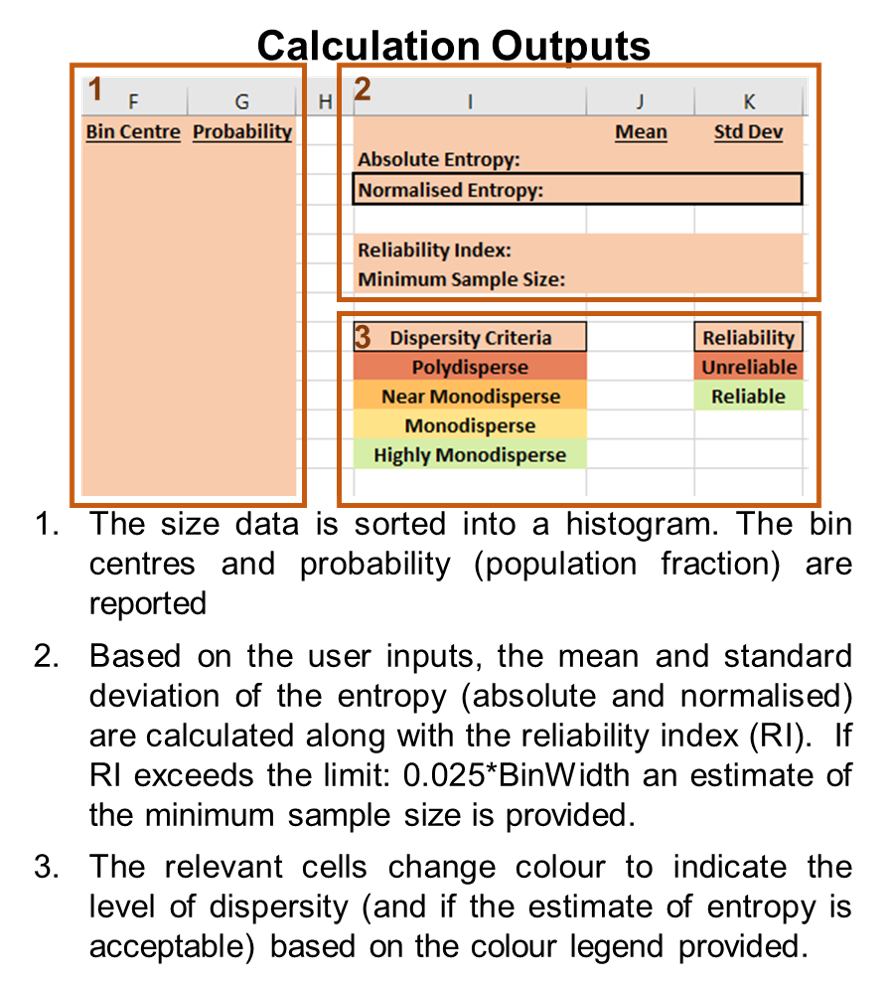 Calculation Outputs
1 2
F G H I J K
Bin Centre Probability Mean Std Dev
Absolute Entropy:
Normalised Entropy:
Reliability Index:
Minimum Sample Size:
3 Dispersity Criteria Reliability
Polydisperse Unreliable
Near Monodisperse Reliable
Monodisperse
Highly Monodisperse
1. The size data is sorted into a histogram. The bin
centres and probability (population fraction) are
reported
2. Based on the user inputs, the mean and standard
deviation of the entropy (absolute and normalised)
are calculated along with the reliability index (RI). If
RI exceeds the limit: 0.025*BinWidth an estimate of
the minimum sample size is provided.
3. The relevant cells change colour to indicate the
level of dispersity (and if the estimate of entropy is
acceptable) based on the colour legend provided.